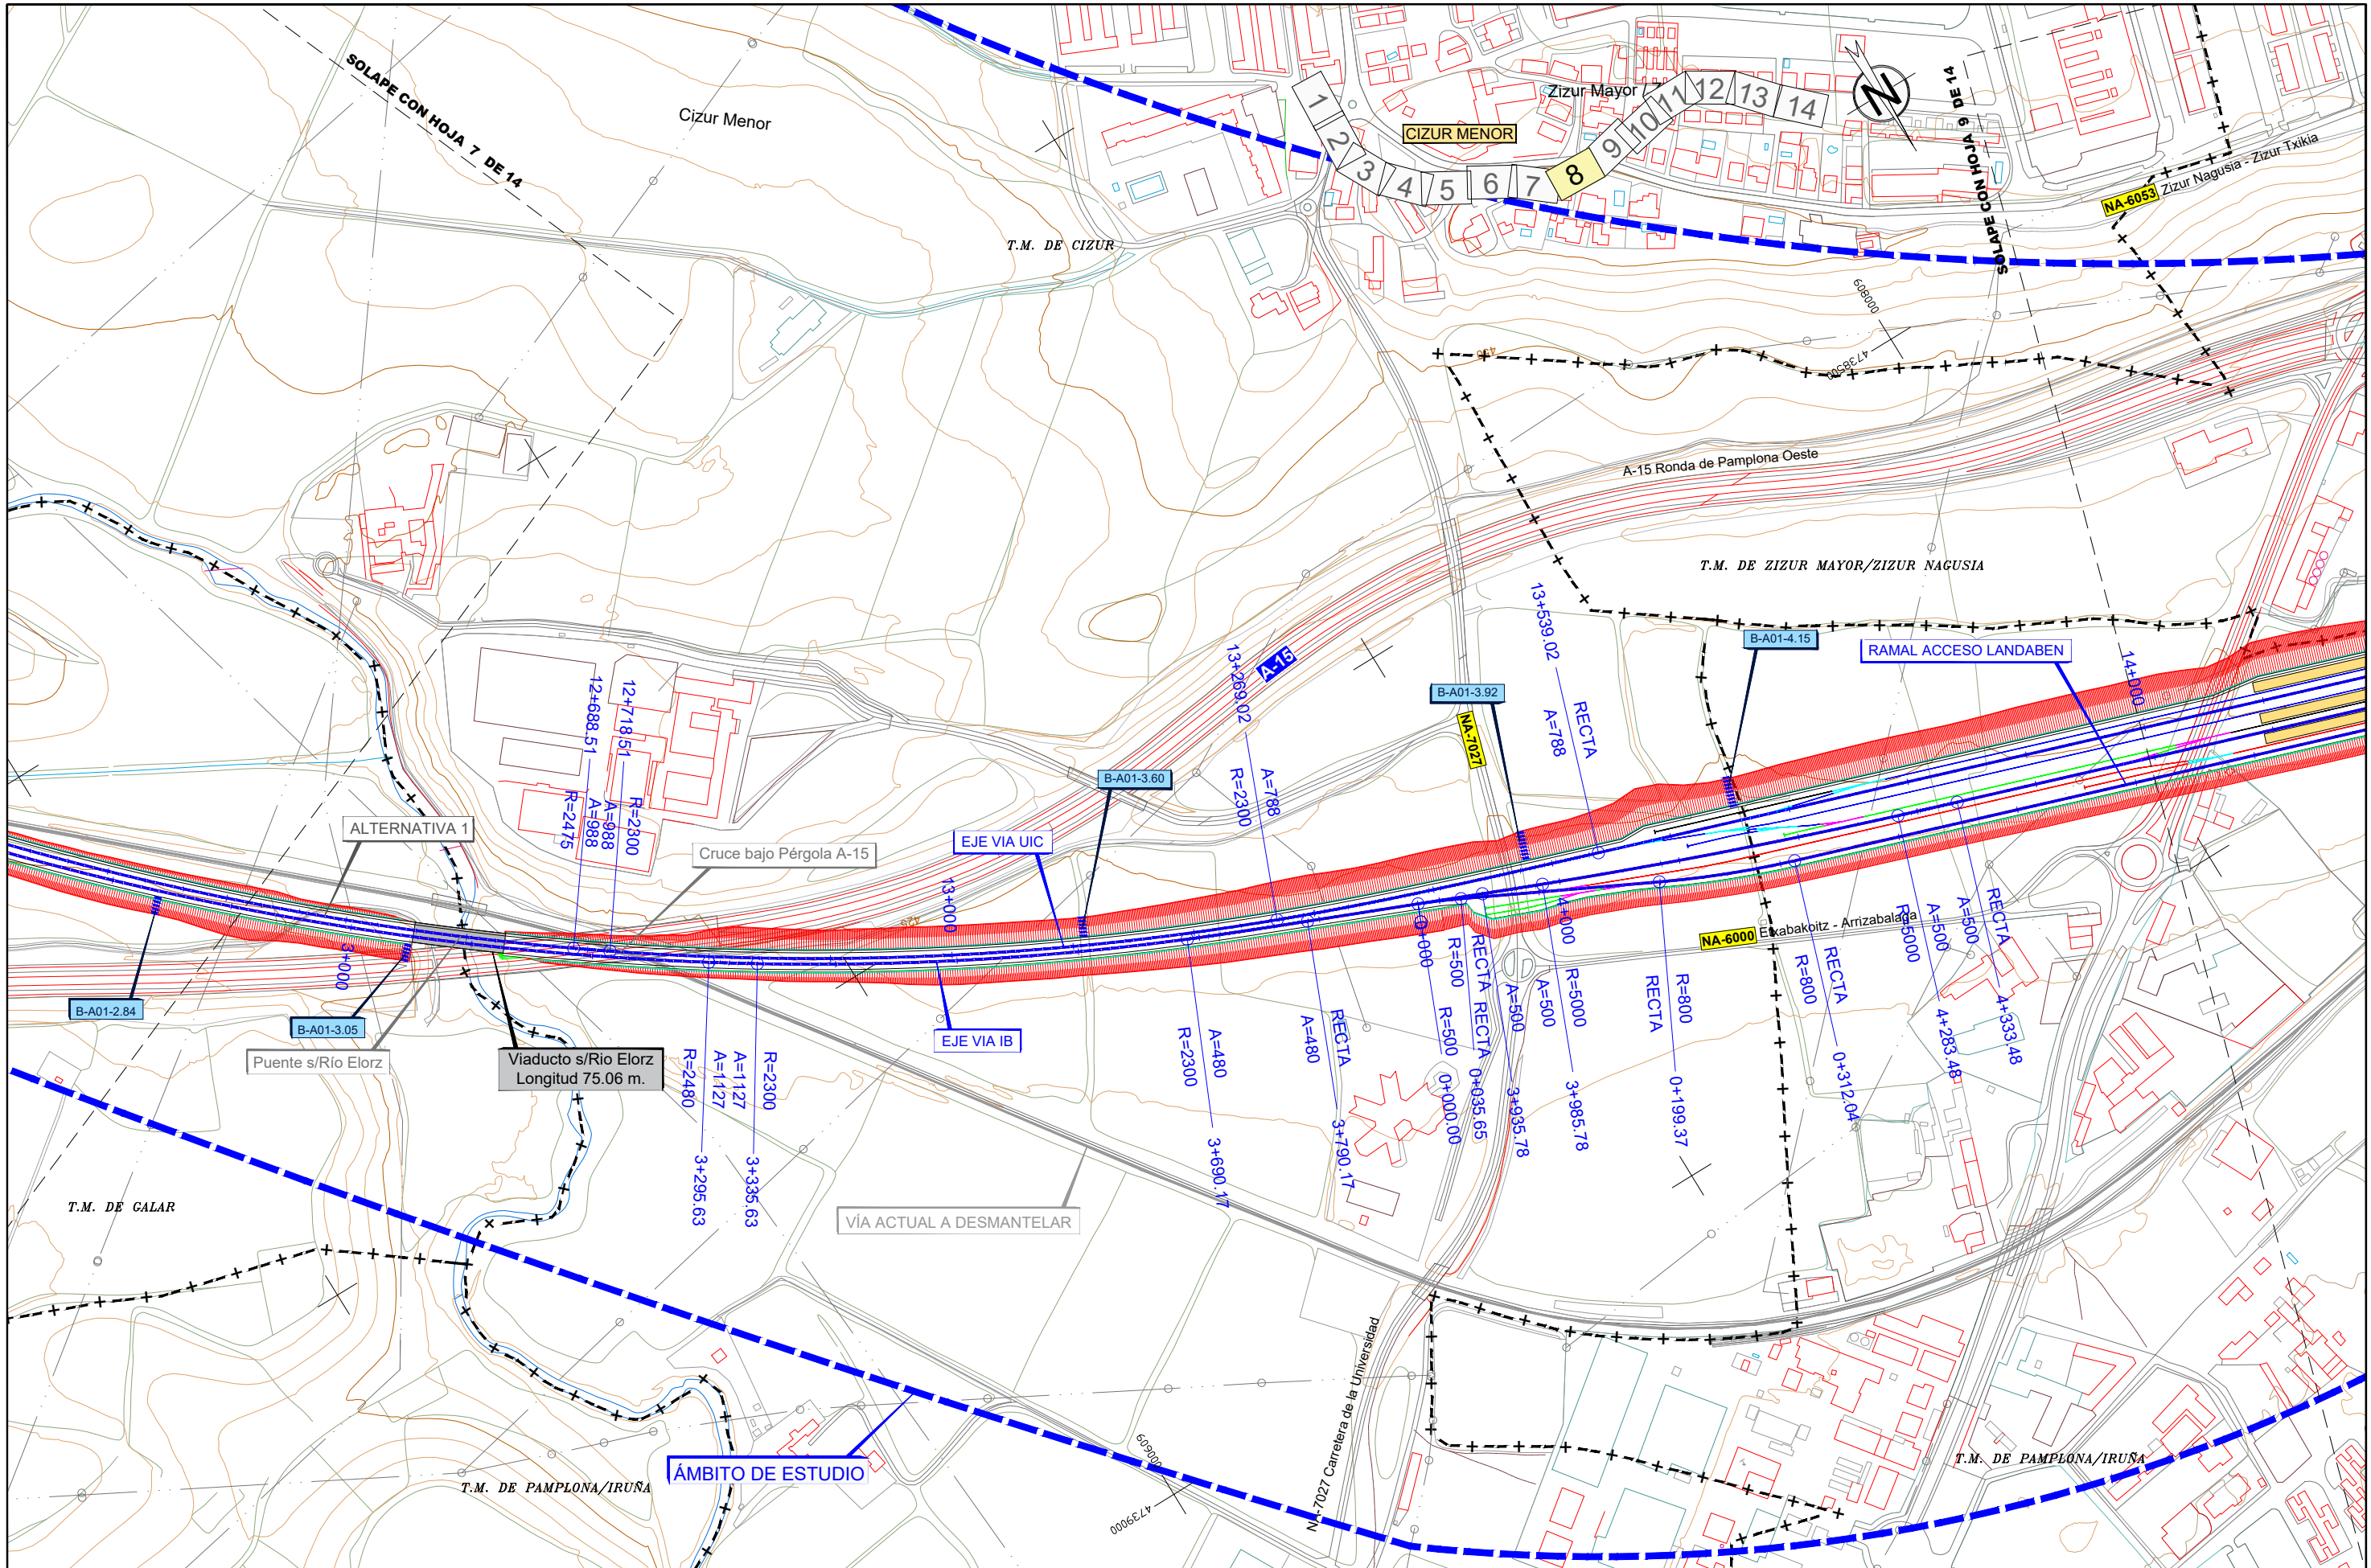 SOLAPE CON HOJA 7 DE 14
Cizur Menor
T.M. DE CIZUR
CIZUR MENOR
Zizur Mayor
1
2
3
4
5
6
7
8
9
10
11
12
13
14
N
SOLAPE CON HOJA 9 DE 14
NA-6053
Zizur Nagusia - Zizur Txikia
608000
4738500
450
A-15 Ronda de Pamplona Oeste
T.M. DE ZIZUR MAYOR/ZIZUR NAGUSIA
A-15
NA-7027
B-A01-3.92
B-A01-4.15
RAMAL ACCESO LANDABEN
14+000
13+539.02
RECTA
A=788
13+269.02
A=788
R=2300
B-A01-3.60
EJE VIA UIC
13+000
425
12+688.51
12+718.51
R=2475
A=988
A=988
R=2300
Cruce bajo Pérgola A-15
ALTERNATIVA 1
3+000
B-A01-2.84
B-A01-3.05
Puente s/Río Elorz
Viaducto s/Rio Elorz
Longitud 75.06 m.
EJE VIA IB
R=2480
A=1127
A=1127
R=2300
3+295.63
3+335.63
R=2300
A=480
3+690.17
A=480
RECTA
3+790.17
0+000
R=500
R=500
0+000.00
RECTA
RECTA
0+035.65
A=500
3+935.78
A=500
4+000
R=5000
3+985.78
RECTA
R=800
0+199.37
R=800
RECTA
0+312.04
R=5000
A=500
4+283.48
A=500
RECTA
4+333.48
NA-6000
Etxabakoitz - Arrizabalaga
VÍA ACTUAL A DESMANTELAR
T.M. DE GALAR
ÁMBITO DE ESTUDIO
T.M. DE PAMPLONA/IRUÑA
609000
4739000
NA-7027 Carretera de la Universidad
T.M. DE PAMPLONA/IRUÑA